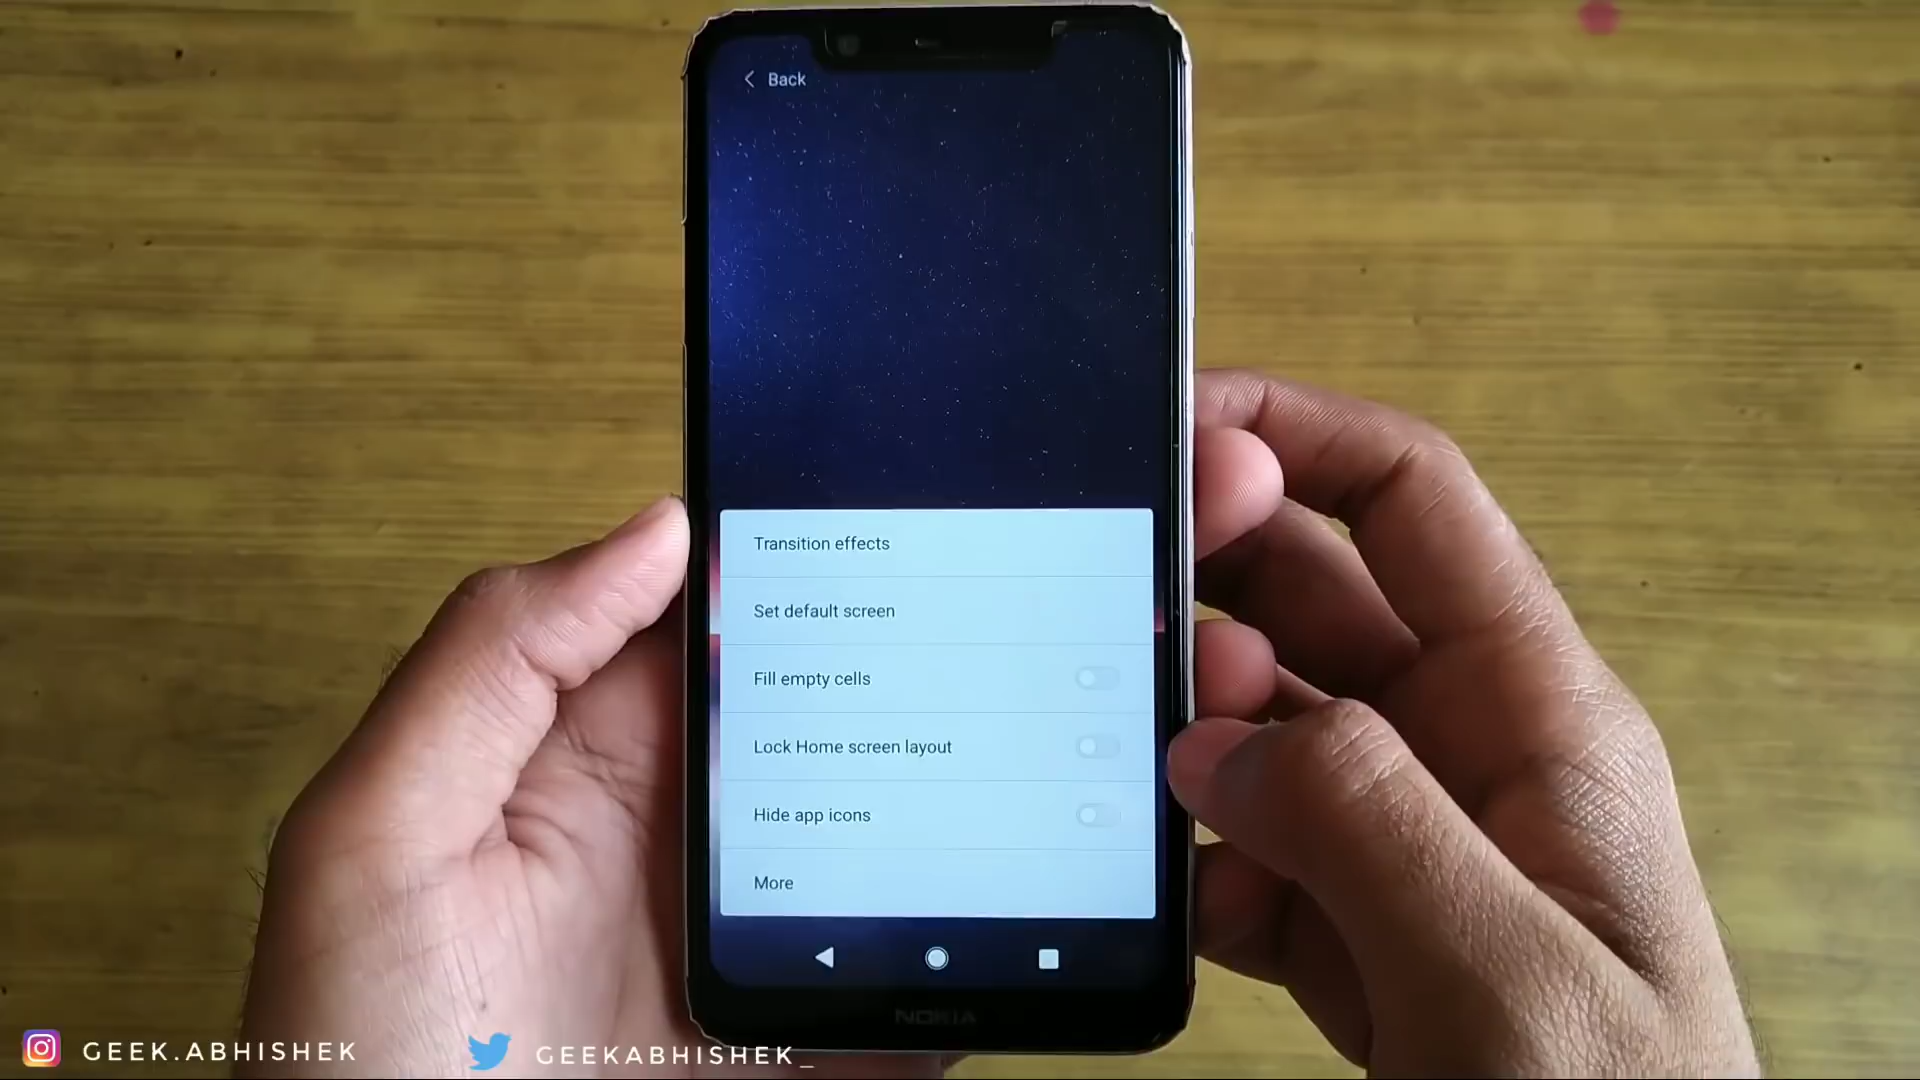 Back
Transition effects
Set default screen
Fill empty cells
Lock Home screen layout
Hide app icons
More
NOKIA
GEEK.ABHISHEK
GEEKABHISHEK_